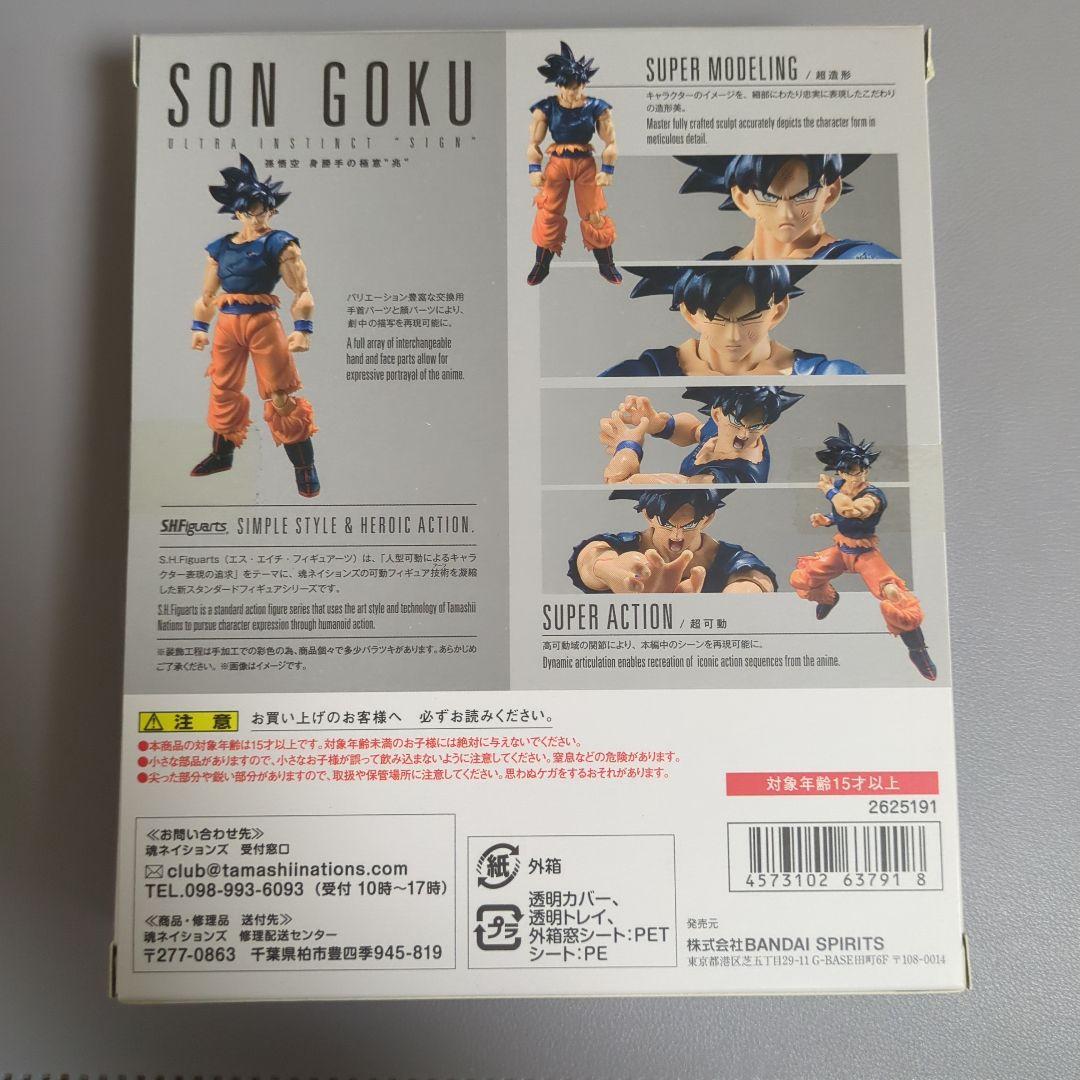 SON GOKU
ULTRA INSTINCT "SIGN"
孫悟空 身勝手の極意"兆"
バリエーション豊富な交換用
手首パーツと顔パーツにより、
劇中の描写を再現可能に。
A full array of interchangeable
hand and face parts allow for
expressive portrayal of the anime.
S.H.Figuarts. SIMPLE STYLE & HEROIC ACTION.
S.H.Figuarts（エス・エイチ・フィギュアーツ）は、「人型可動によるキャラ
クター表現の追求」をテーマに、魂ネイションズの可動フィギュア技術を凝縮
した新スタンダードフィギュアシリーズです。
S.H.Figuarts is a standard action figure series that uses the art style and technology of Tamashii
Nations to pursue character expression through humanoid action.
※装飾工程は手加工での彩色の為、商品個々で多少バラツキがあります。あらかじめ
ご了承ください。※画像はイメージです。
SUPER MODELING / 超造形
キャラクターのイメージを、細部にわたり忠実に表現したこだわり
の造形美。
Master fully crafted sculpt accurately depicts the character form in
meticulous detail.
SUPER ACTION / 超可動
高可動域の関節により、本編中のシーンを再現可能に。
Dynamic articulation enables recreation of iconic action sequences from the anime.
注意 お買い上げのお客様へ 必ずお読みください。
●本商品の対象年齢は15才以上です。対象年齢未満のお子様には絶対に与えないでください。
●小さな部品がありますので、小さなお子様が誤って飲み込まないように注意してください。窒息などの危険があります。
●尖った部分や鋭い部分がありますので、取扱や保管場所に注意してください。思わぬケガをするおそれがあります。
対象年齢15才以上
2625191
4573102 63791 8
≪お問い合わせ先≫
魂ネイションズ 受付窓口
club@tamashiinations.com
TEL.098-993-6093（受付 10時～17時）
≪商品・修理品 送付先≫
魂ネイションズ 修理配送センター
〒277-0863 千葉県柏市豊四季945-819
紙 外箱
プラ 透明カバー、
透明トレイ、
外箱窓シート:PET
シート:PE
発売元
株式会社BANDAI SPIRITS
東京都港区芝五丁目29-11 G-BASE田町6F 〒108-0014